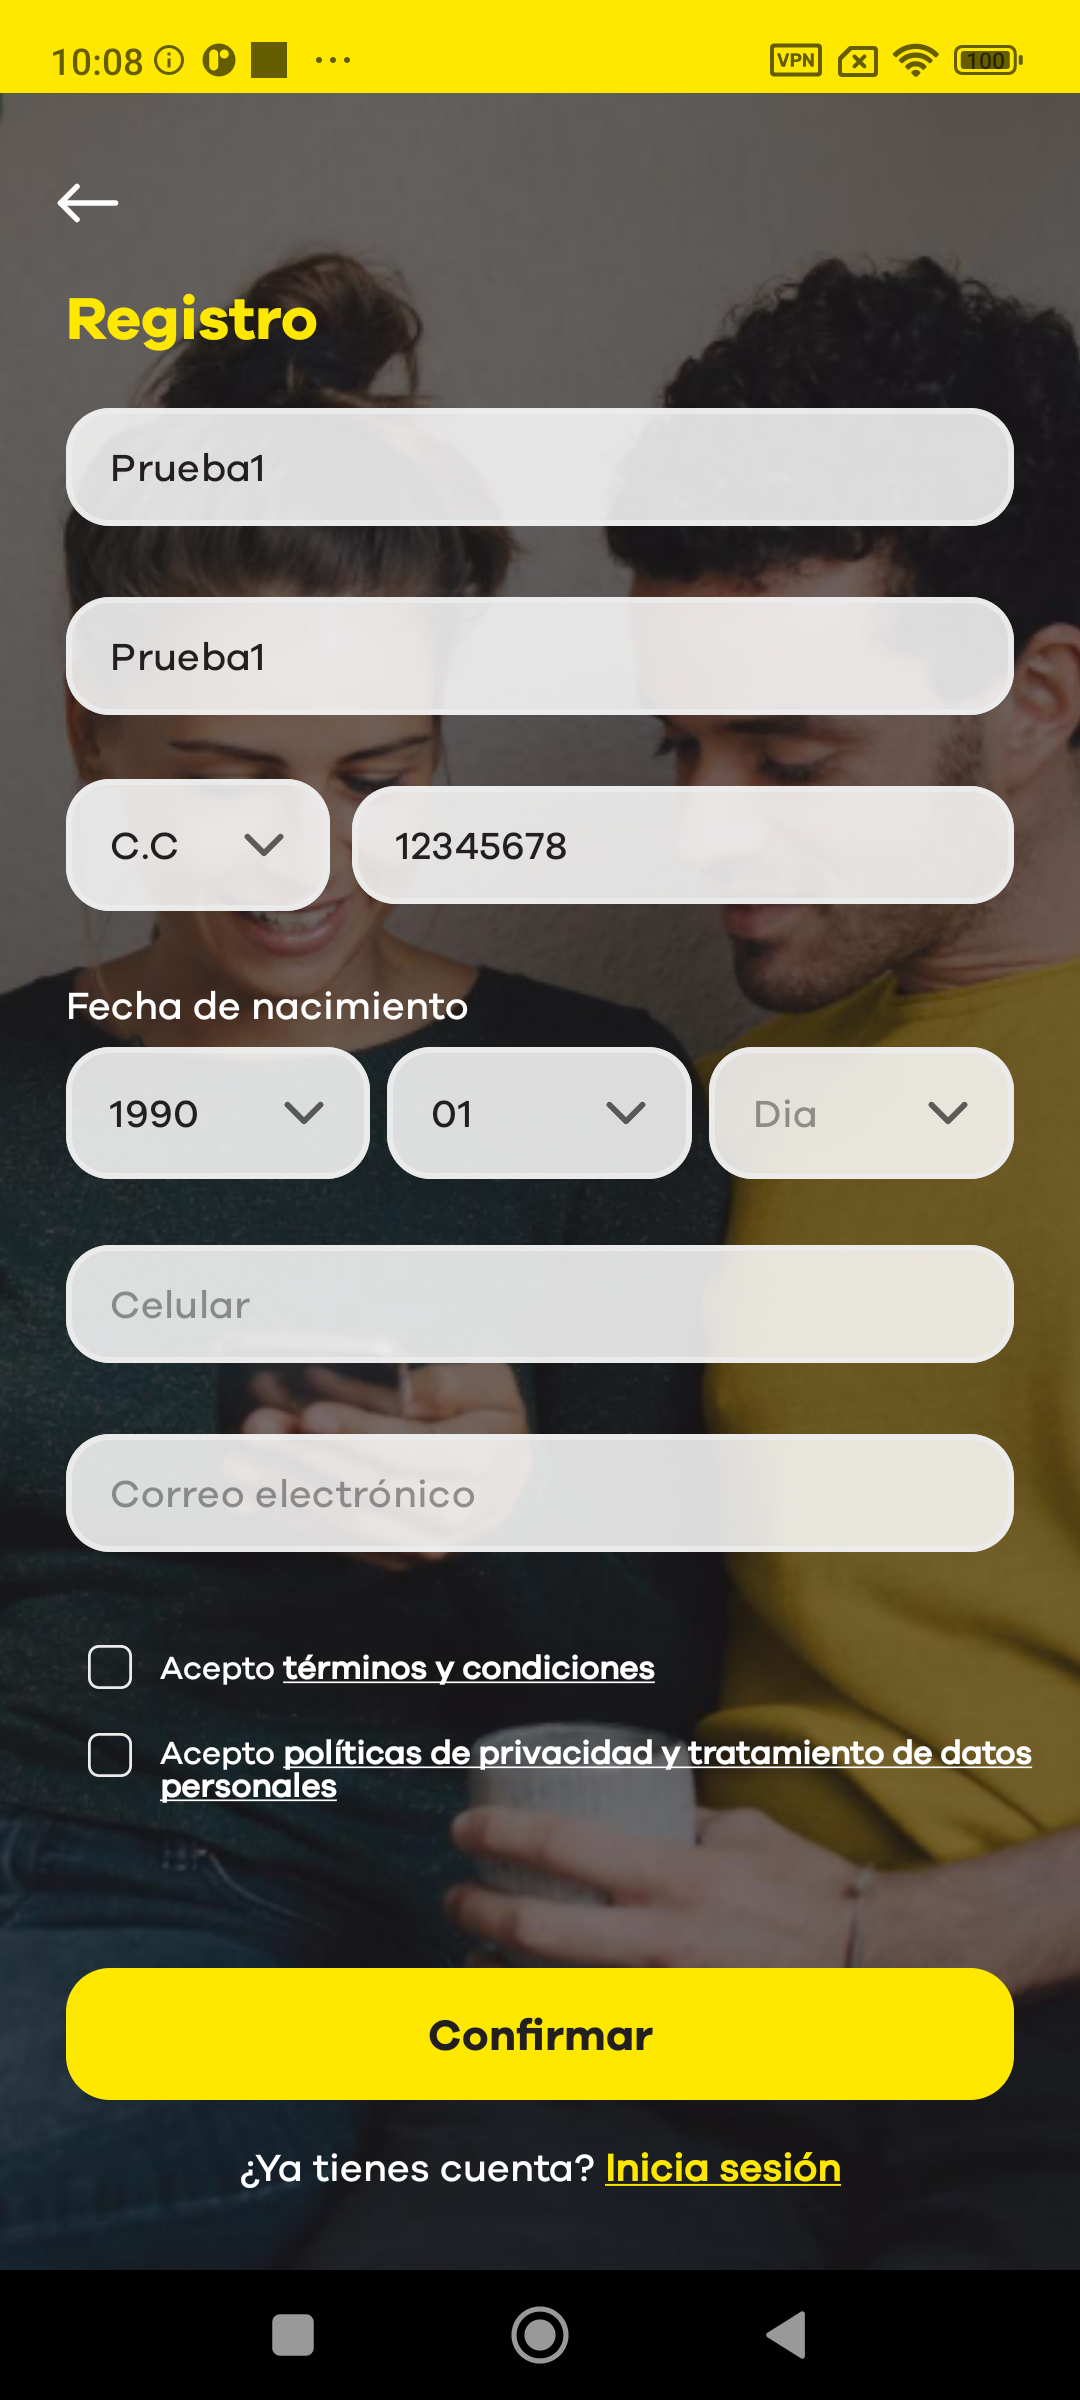 10:08
VPN
100
Registro
Prueba1
Prueba1
C.C
12345678
Fecha de nacimiento
1990
01
Dia
Celular
Correo electrónico
Acepto términos y condiciones
Acepto políticas de privacidad y tratamiento de datos
personales
Confirmar
¿Ya tienes cuenta? Inicia sesión